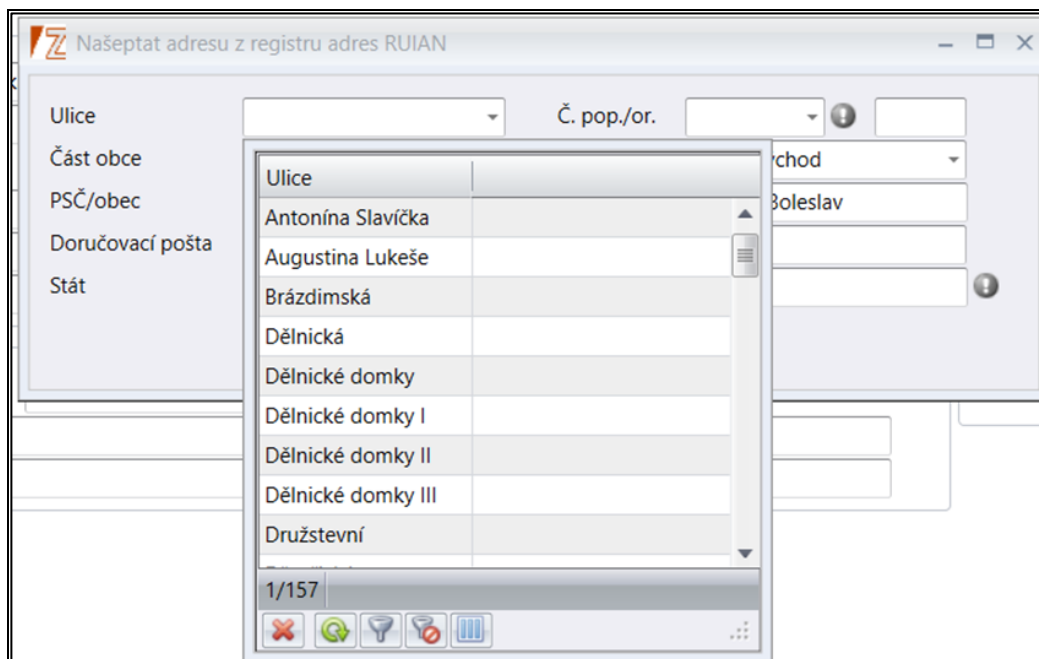 Našeptat adresu z registru adres RUIAN
Ulice Č. pop./or.
Část obce
PSČ/obec Boleslav
Doručovací pošta
Stát
Ulice
Antonína Slavíčka
Augustina Lukeše
Brázdimská
Dělnická
Dělnické domky
Dělnické domky I
Dělnické domky II
Dělnické domky III
Družstevní
1/157